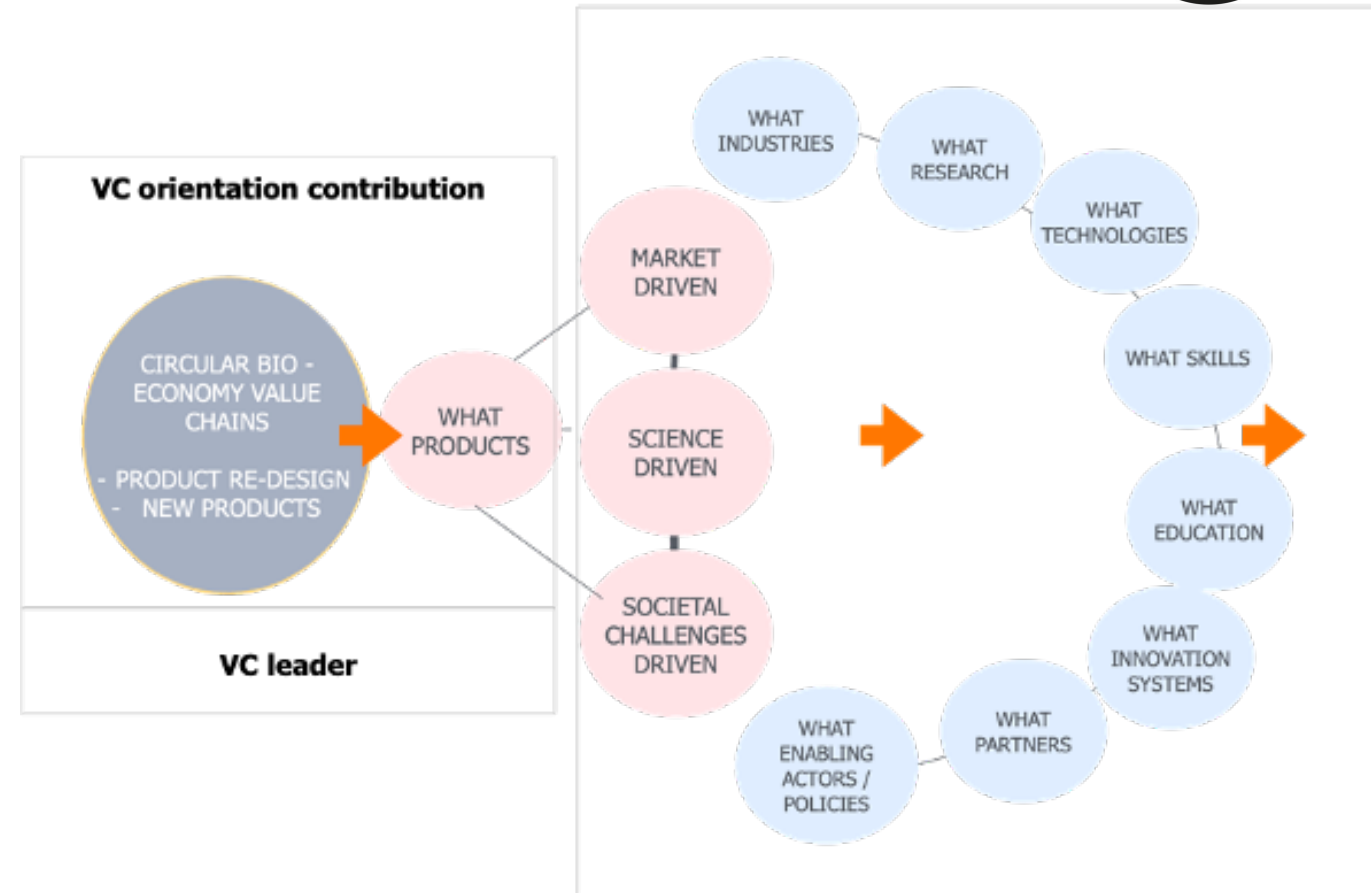 VC orientation contribution
CIRCULAR BIO -
ECONOMY VALUE
CHAINS
- PRODUCT RE-DESIGN
- NEW PRODUCTS
VC leader
WHAT
PRODUCTS
MARKET
DRIVEN
SCIENCE
DRIVEN
SOCIETAL
CHALLENGES
DRIVEN
WHAT
INDUSTRIES
WHAT
RESEARCH
WHAT
TECHNOLOGIES
WHAT SKILLS
WHAT
EDUCATION
WHAT
INNOVATION
SYSTEMS
WHAT
PARTNERS
WHAT
ENABLING
ACTORS /
POLICIES